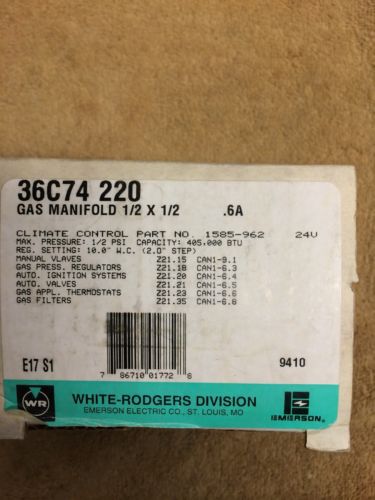 36C74 220
GAS MANIFOLD 1/2 X 1/2 .6A
CLIMATE CONTROL PART NO. 1585-962 24V
MAX. PRESSURE: 1/2 PSI CAPACITY: 405,000 BTU
REG. SETTING: 10.0" W.C. (2.0" STEP)
MANUAL VLAVES Z21.15 CAN1-9.1
GAS PRESS. REGULATORS Z21.18 CAN1-6.3
AUTO. IGNITION SYSTEMS Z21.20 CAN1-6.4
AUTO. VALVES Z21.21 CAN1-6.5
GAS APPL. THERMOSTATS Z21.23 CAN1-6.6
GAS FILTERS Z21.35 CAN1-6.8
E17 S1
7 86710 01772 8
9410
WR
WHITE-RODGERS DIVISION
EMERSON ELECTRIC CO., ST. LOUIS, MO
EMERSON